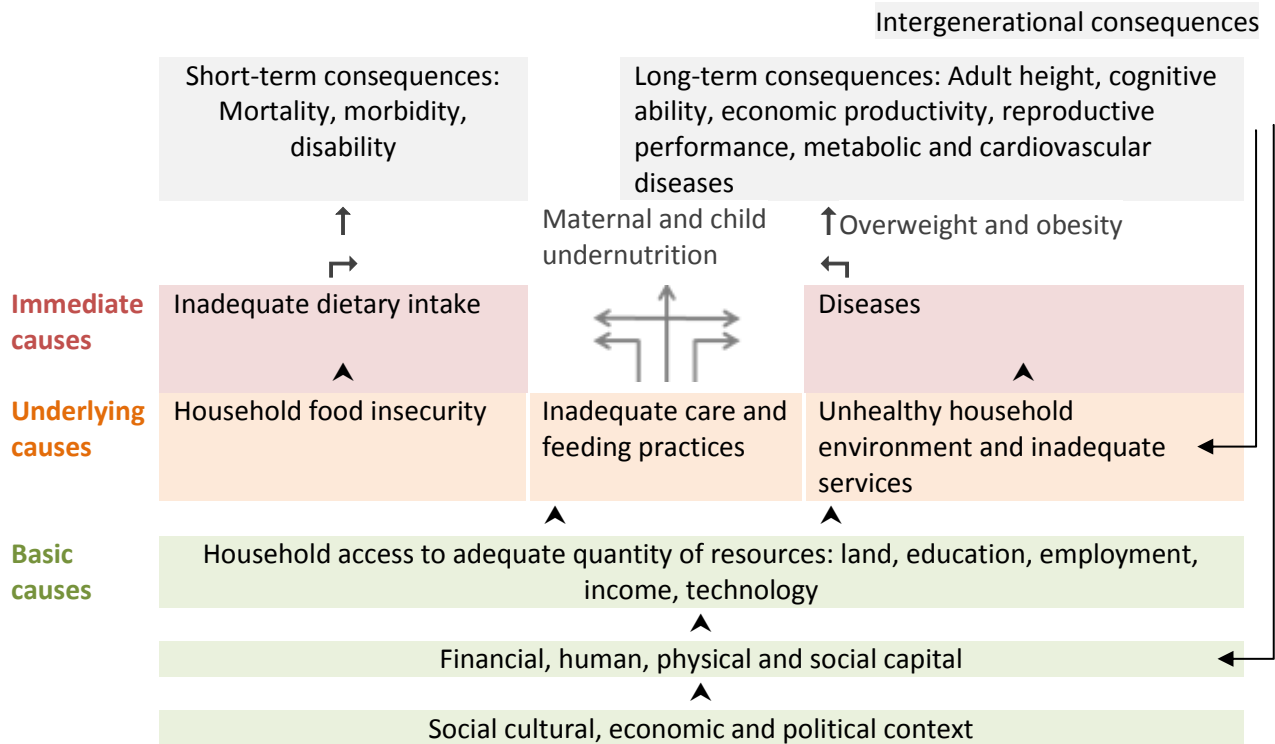 Intergenerational consequences
Short-term consequences:
Mortality, morbidity,
disability
Long-term consequences: Adult height, cognitive
ability, economic productivity, reproductive
performance, metabolic and cardiovascular
diseases
Maternal and child
undernutrition
Overweight and obesity
Immediate
causes
Inadequate dietary intake
Diseases
Underlying
causes
Household food insecurity
Inadequate care and
feeding practices
Unhealthy household
environment and inadequate
services
Basic
causes
Household access to adequate quantity of resources: land, education, employment,
income, technology
Financial, human, physical and social capital
Social cultural, economic and political context